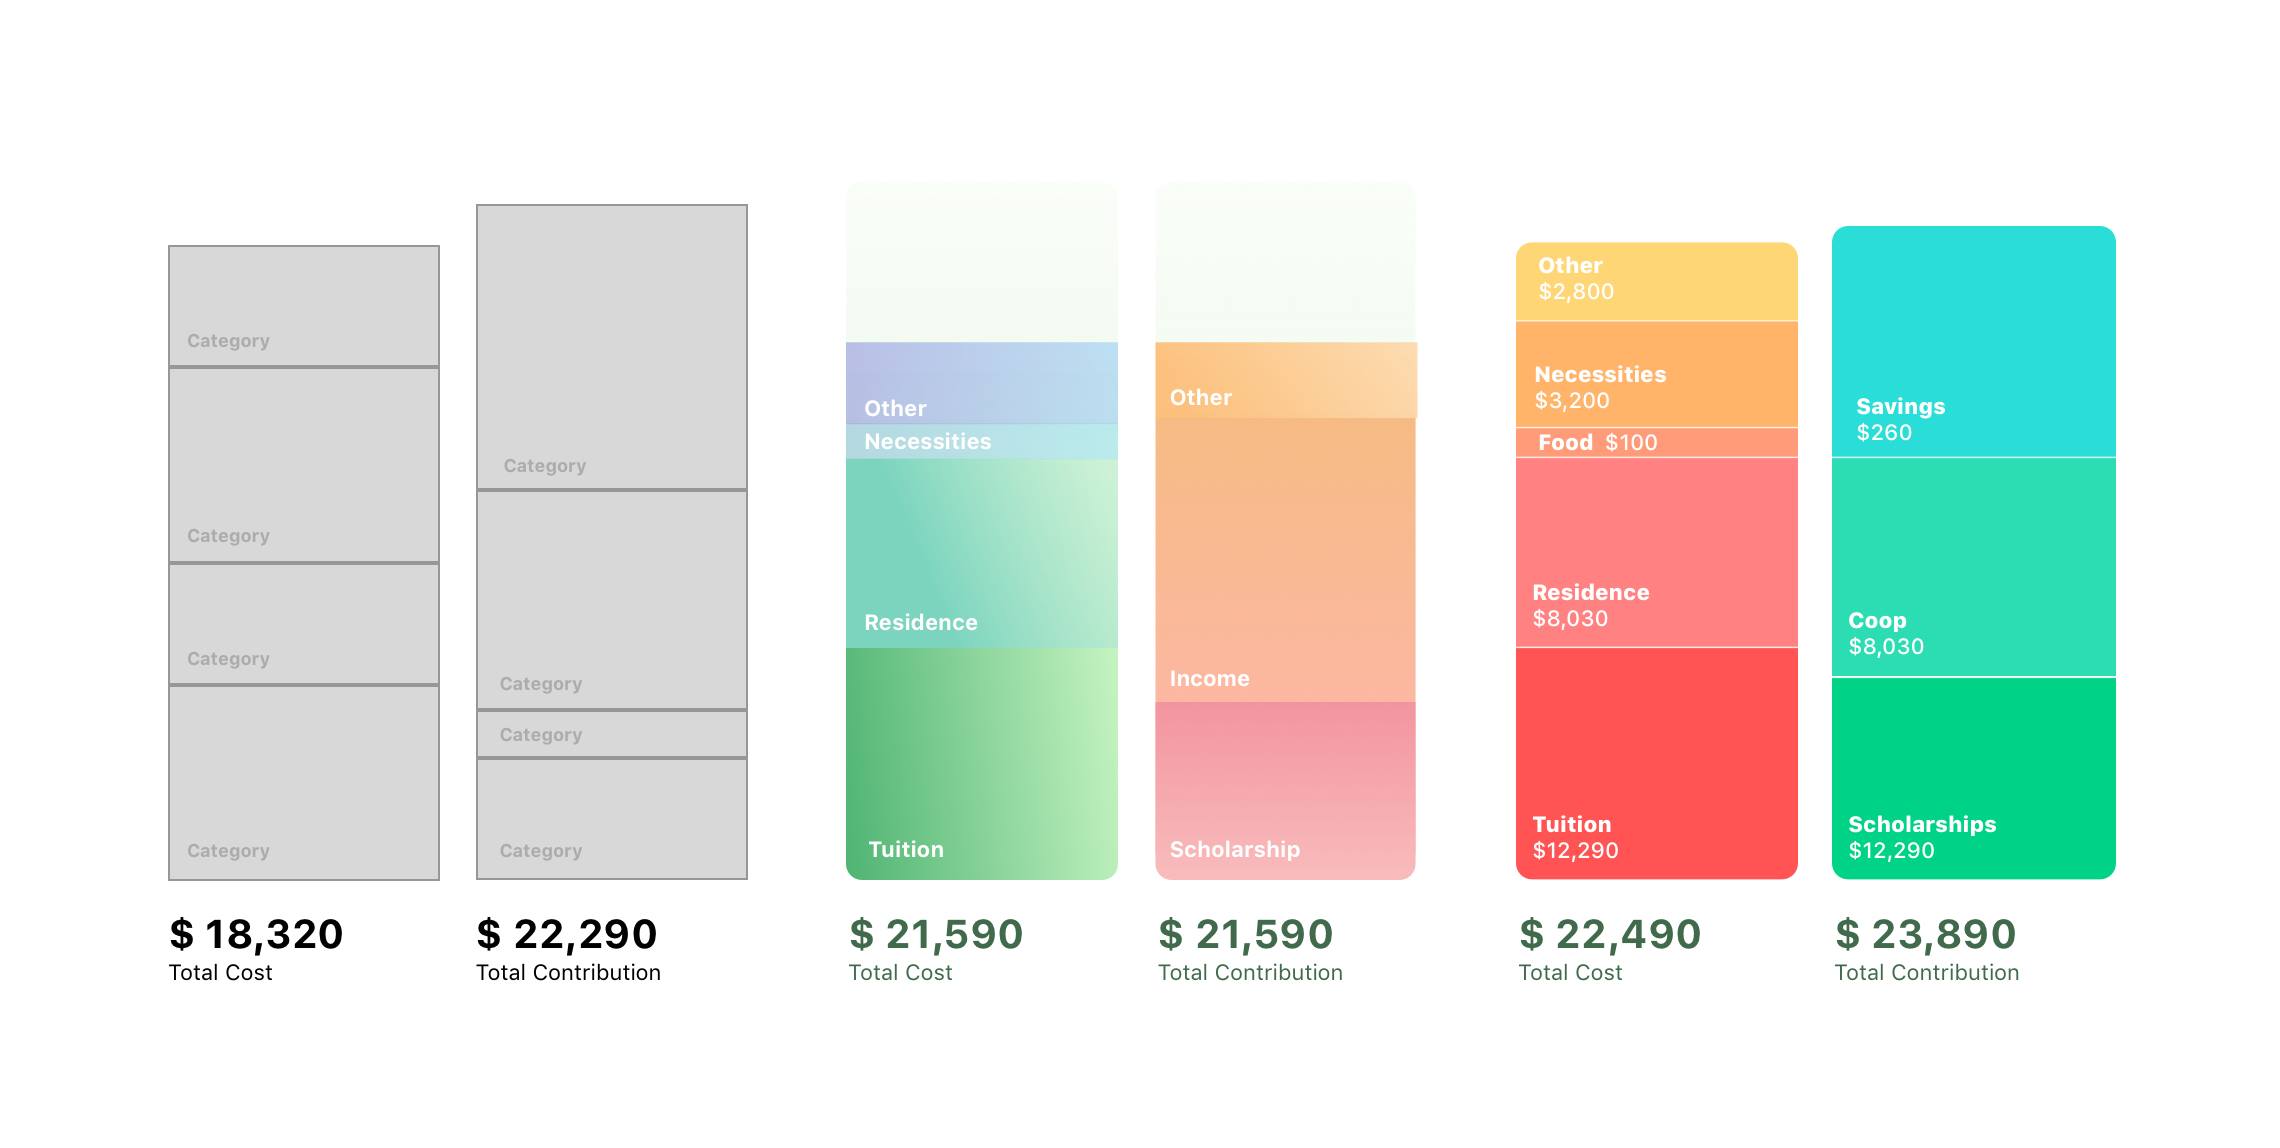 Category
Category
Category
Category
$ 18,320
Total Cost
Category
Category
Category
Category
$ 22,290
Total Contribution
Other
Necessities
Residence
Tuition
$ 21,590
Total Cost
Other
Income
Scholarship
$ 21,590
Total Contribution
Other
$2,800
Necessities
$3,200
Food $100
Residence
$8,030
Tuition
$12,290
$ 22,490
Total Cost
Savings
$260
Coop
$8,030
Scholarships
$12,290
$ 23,890
Total Contribution